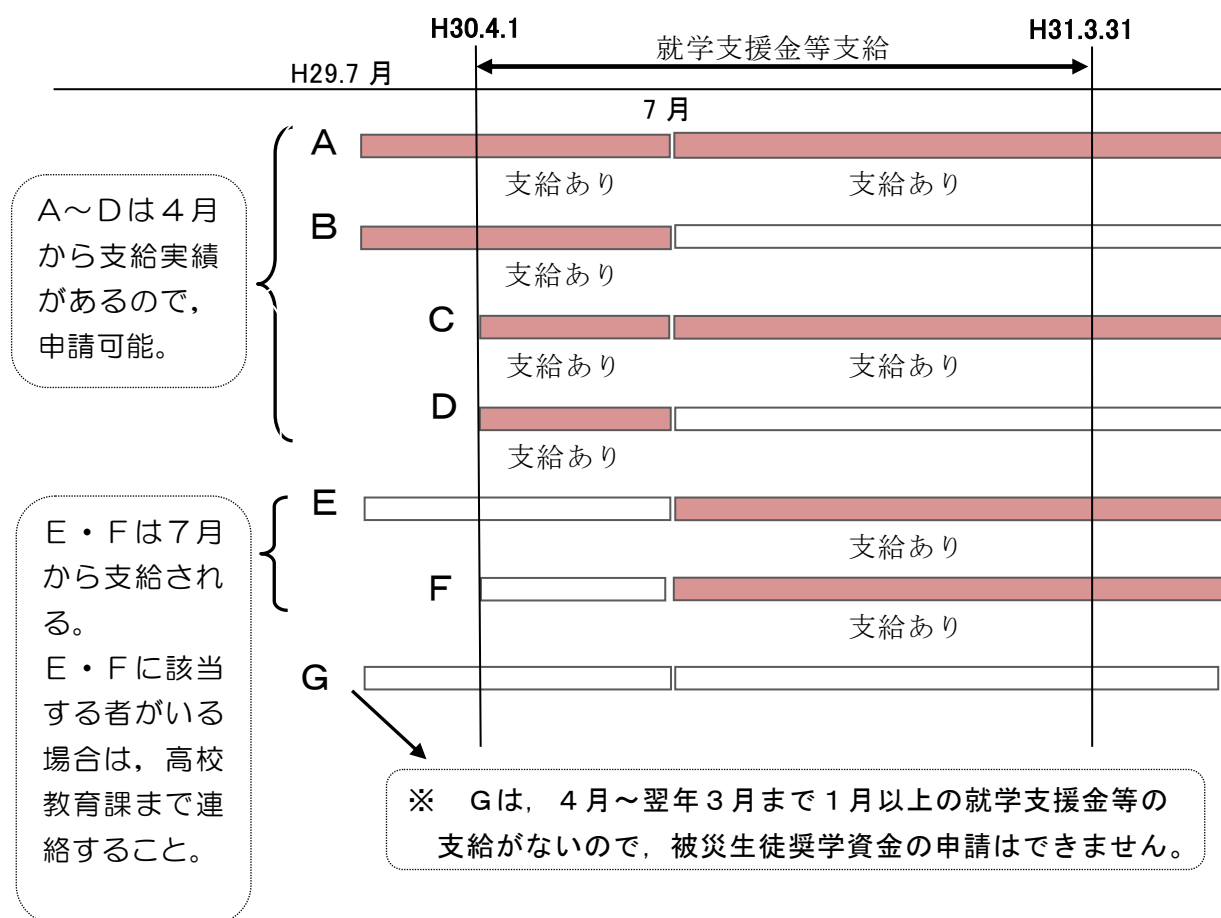 H30.4.1
H31.3.31
就学支援金等支給
H29.7 月
7 月
A
支給あり
支給あり
B
支給あり
C
支給あり
支給あり
D
支給あり
A～Dは４月
から支給実績
があるので，
申請可能。
E
支給あり
F
支給あり
E・Fは７月
から支給され
る。
E・Fに該当
する者がいる
場合は，高校
教育課まで連
絡すること。
G
※　Gは，４月～翌年３月まで１月以上の就学支援金等の
支給がないので，被災生徒奨学資金の申請はできません。